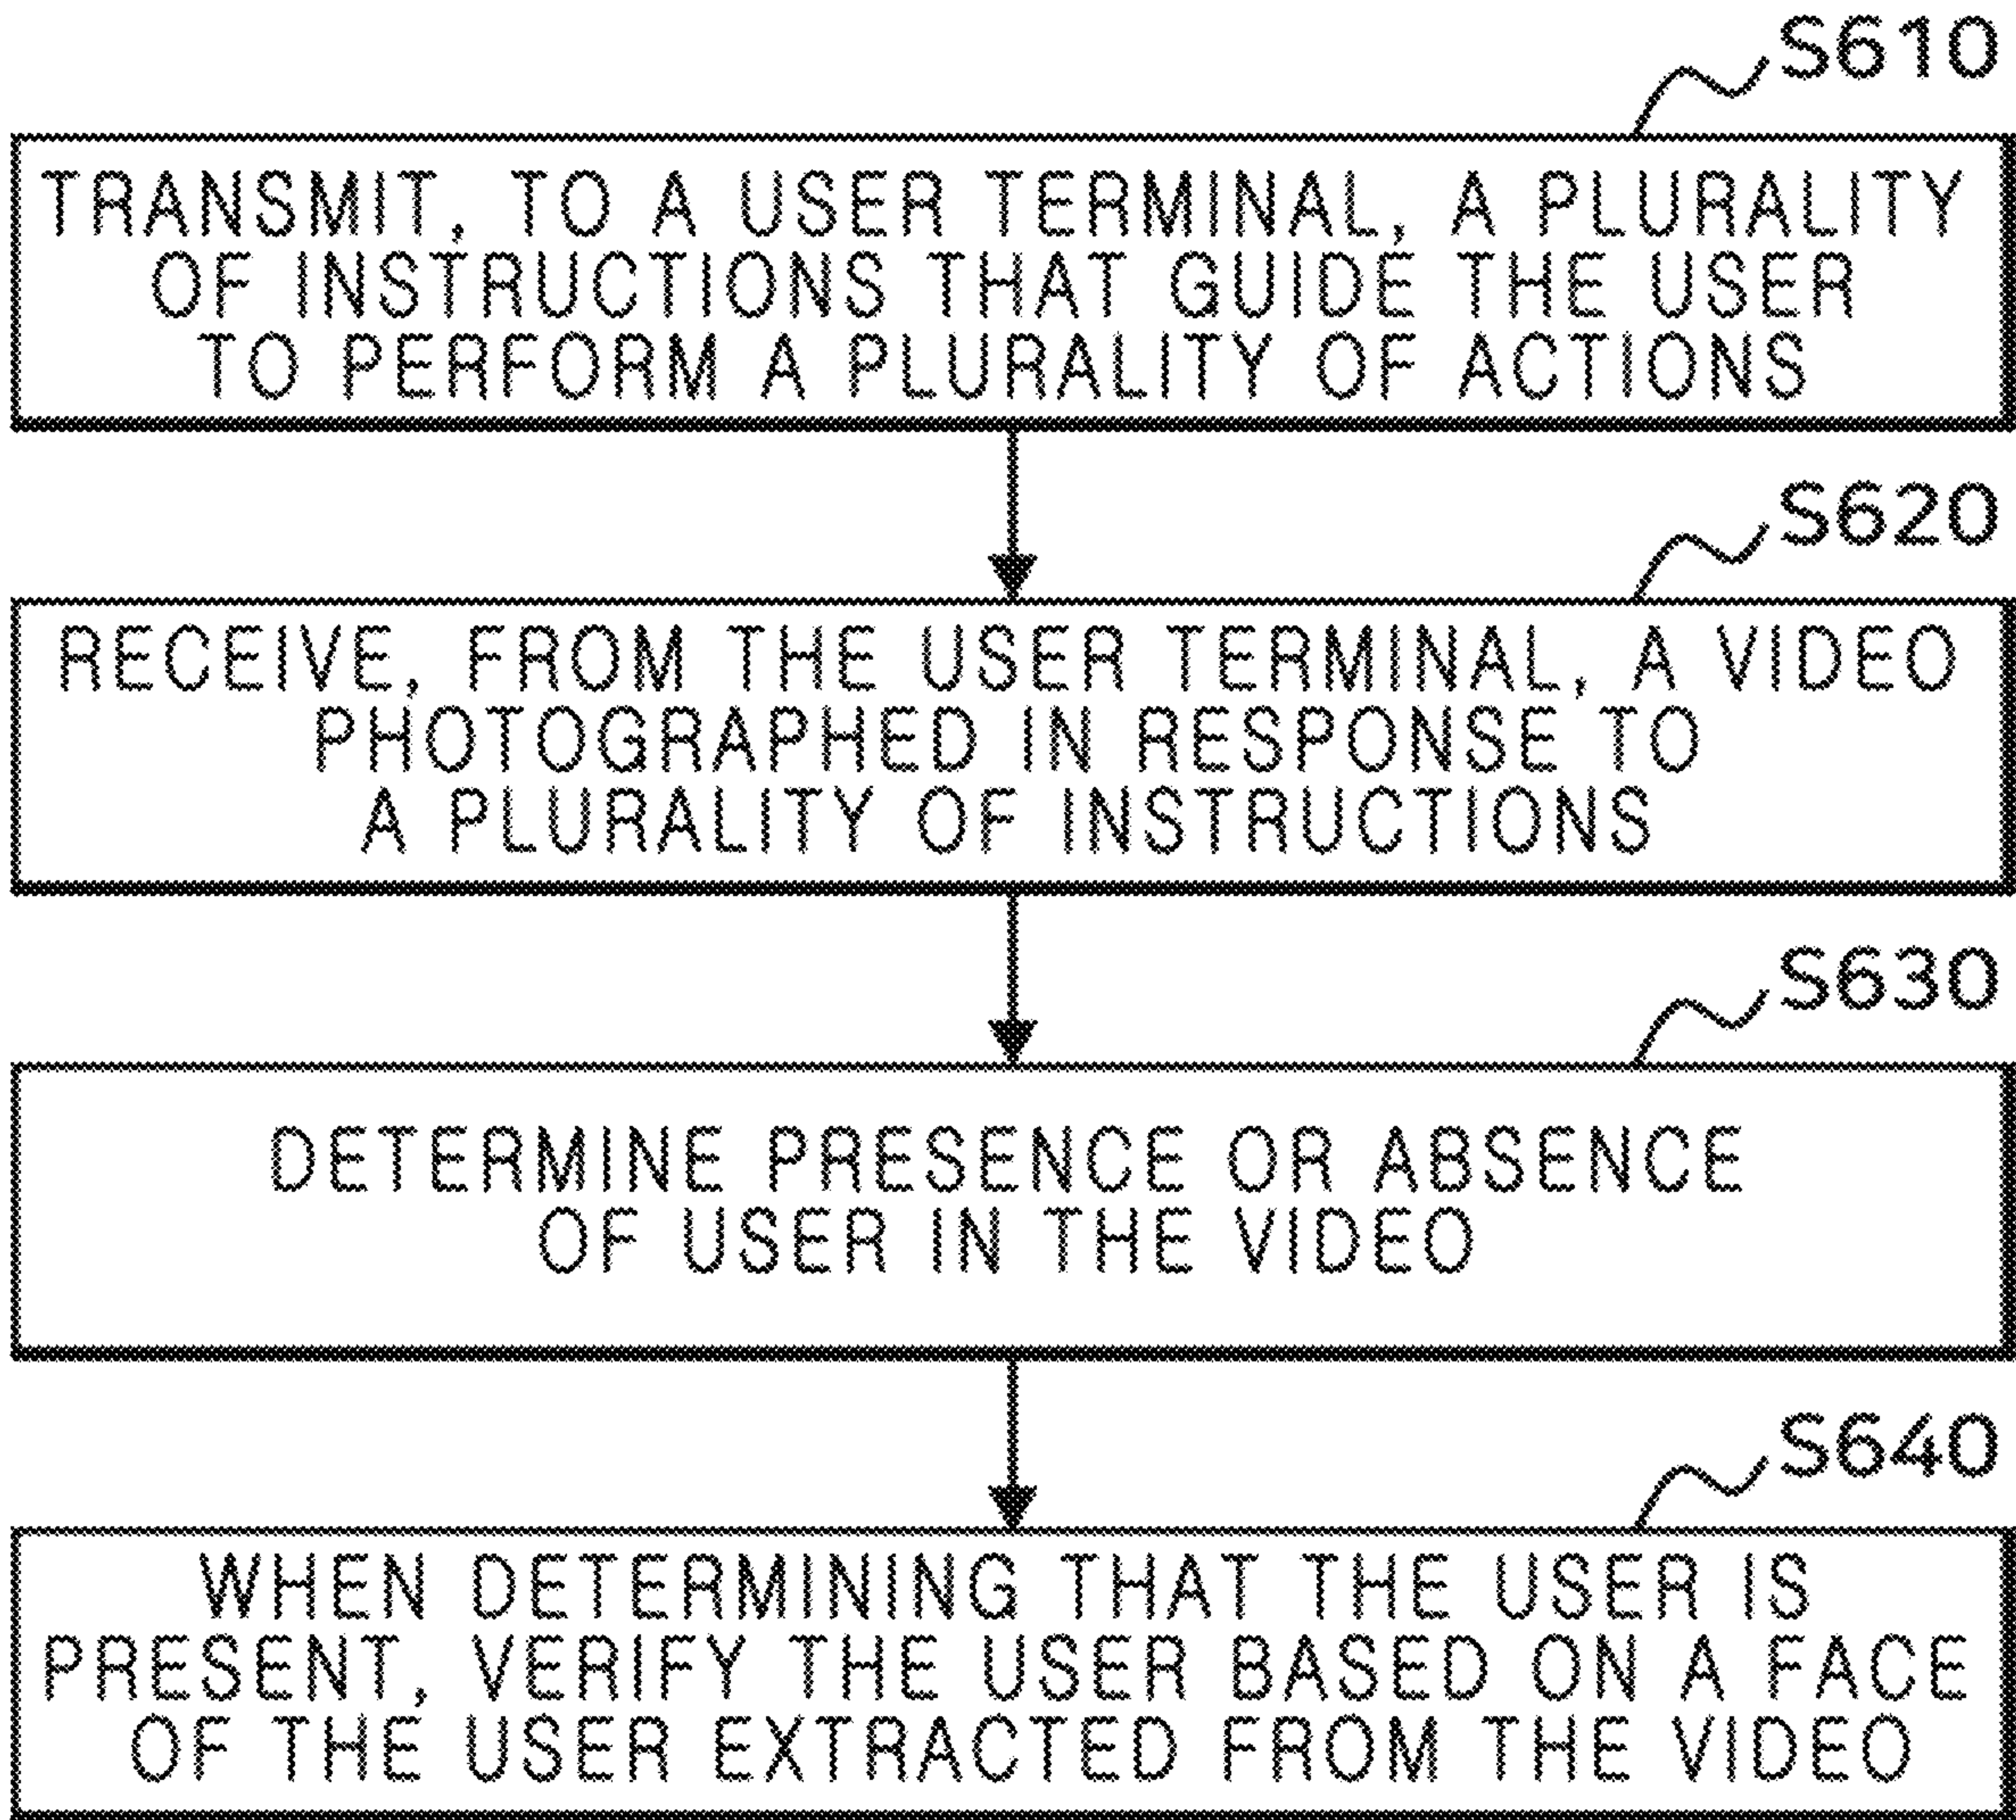 S610
TRANSMIT, TO A USER TERMINAL, A PLURALITY
OF INSTRUCTIONS THAT GUIDE THE USER
TO PERFORM A PLURALITY OF ACTIONS
S620
RECEIVE, FROM THE USER TERMINAL, A VIDEO
PHOTOGRAPHED IN RESPONSE TO
A PLURALITY OF INSTRUCTIONS
S630
DETERMINE PRESENCE OR ABSENCE
OF USER IN THE VIDEO
S640
WHEN DETERMINING THAT THE USER IS
PRESENT, VERIFY THE USER BASED ON A FACE
OF THE USER EXTRACTED FROM THE VIDEO